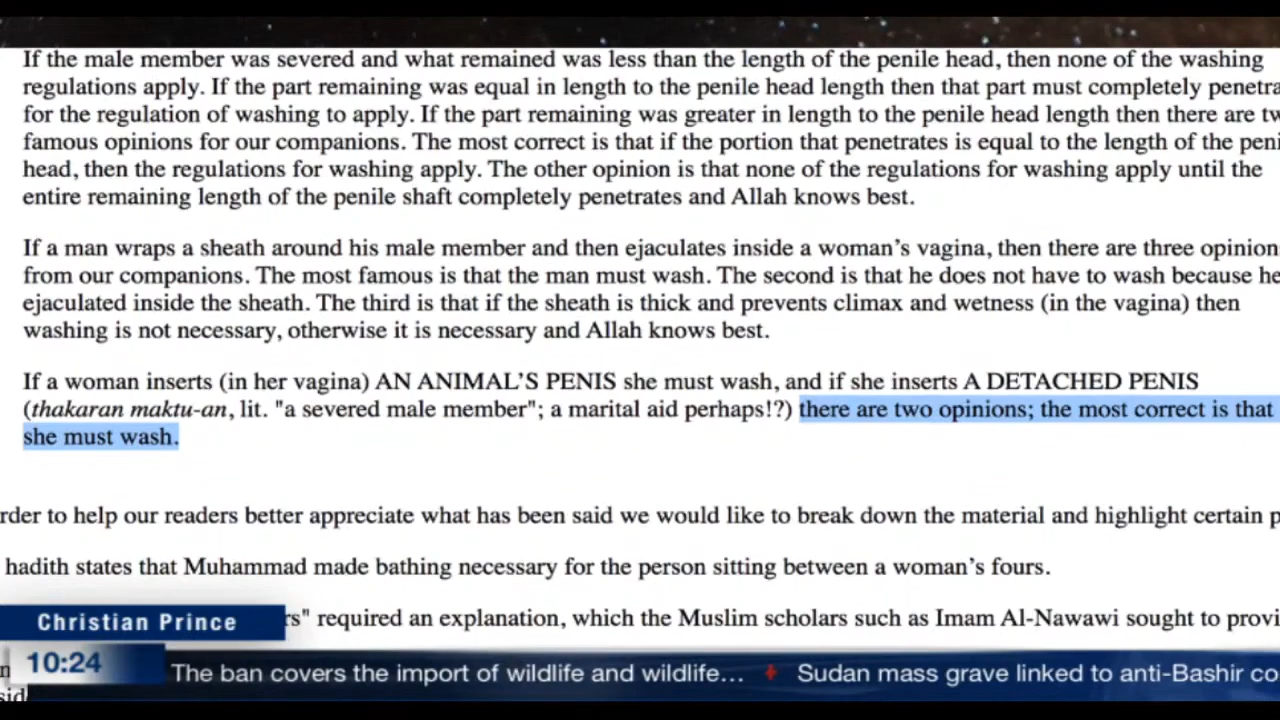 If the male member was severed and what remained was less than the length of the penile head, then none of the washing
regulations apply. If the part remaining was equal in length to the penile head length then that part must completely penetra
for the regulation of washing to apply. If the part remaining was greater in length to the penile head length then there are tw
famous opinions for our companions. The most correct is that if the portion that penetrates is equal to the length of the peni
head, then the regulations for washing apply. The other opinion is that none of the regulations for washing apply until the
entire remaining length of the penile shaft completely penetrates and Allah knows best.
If a man wraps a sheath around his male member and then ejaculates inside a woman's vagina, then there are three opinion
from our companions. The most famous is that the man must wash. The second is that he does not have to wash because he
ejaculated inside the sheath. The third is that if the sheath is thick and prevents climax and wetness (in the vagina) then
washing is not necessary, otherwise it is necessary and Allah knows best.
If a woman inserts (in her vagina) AN ANIMAL'S PENIS she must wash, and if she inserts A DETACHED PENIS
(thakaran maktu-an, lit. "a severed male member"; a marital aid perhaps!?) there are two opinions; the most correct is that
she must wash.
rder to help our readers better appreciate what has been said we would like to break down the material and highlight certain p
hadith states that Muhammad made bathing necessary for the person sitting between a woman's fours.
rs" required an explanation, which the Muslim scholars such as Imam Al-Nawawi sought to provi
Christian Prince
10:24
The ban covers the import of wildlife and wildlife... Sudan mass grave linked to anti-Bashir co